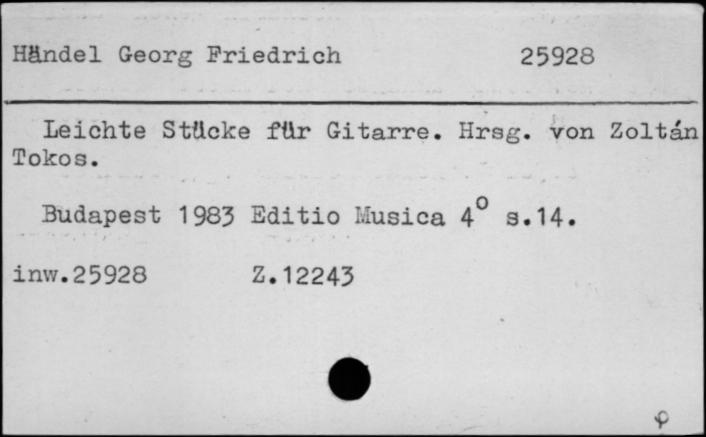 Händel Georg Friedrich 25928
Leichte Stücke für Gitarre. Hrsg. von Zoltán
Tokos.
Budapest 1983 Editio Musica 4° s.14.
inw.25928 Z.12243